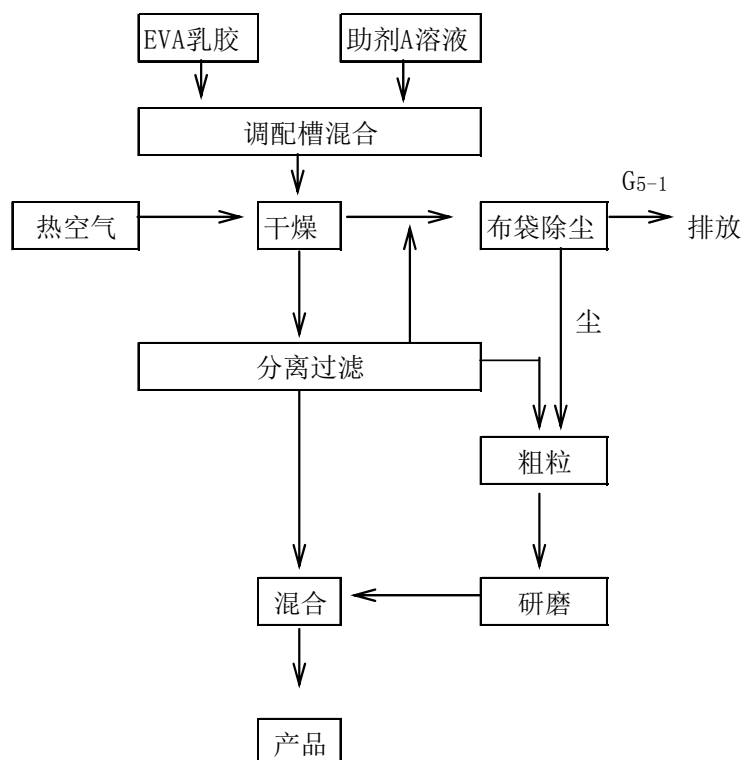 EVA乳胶
助剂A溶液
调配槽混合
G5-1
热空气
干燥
布袋除尘
排放
尘
分离过滤
粗粒
混合
研磨
产品